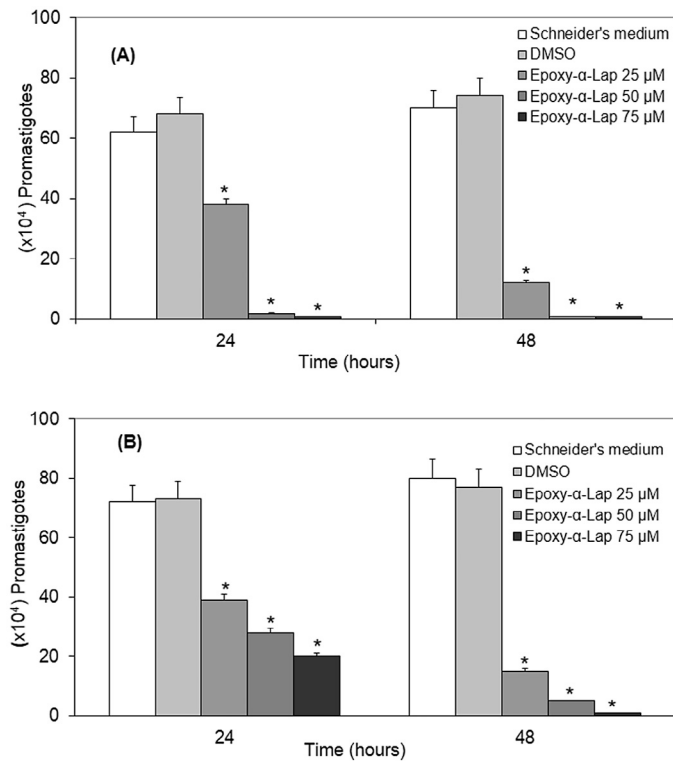 100
80
60
40
20
0
(x10⁴) Promastigotes
(A)
Schneider's medium
DMSO
Epoxy-α-Lap 25 µM
Epoxy-α-Lap 50 µM
Epoxy-α-Lap 75 µM
* * * * * *
24 48
Time (hours)
100
80
60
40
20
0
(x10⁴) Promastigotes
(B)
Schneider's medium
DMSO
Epoxy-α-Lap 25 µM
Epoxy-α-Lap 50 µM
Epoxy-α-Lap 75 µM
* * * * * *
24 48
Time (hours)